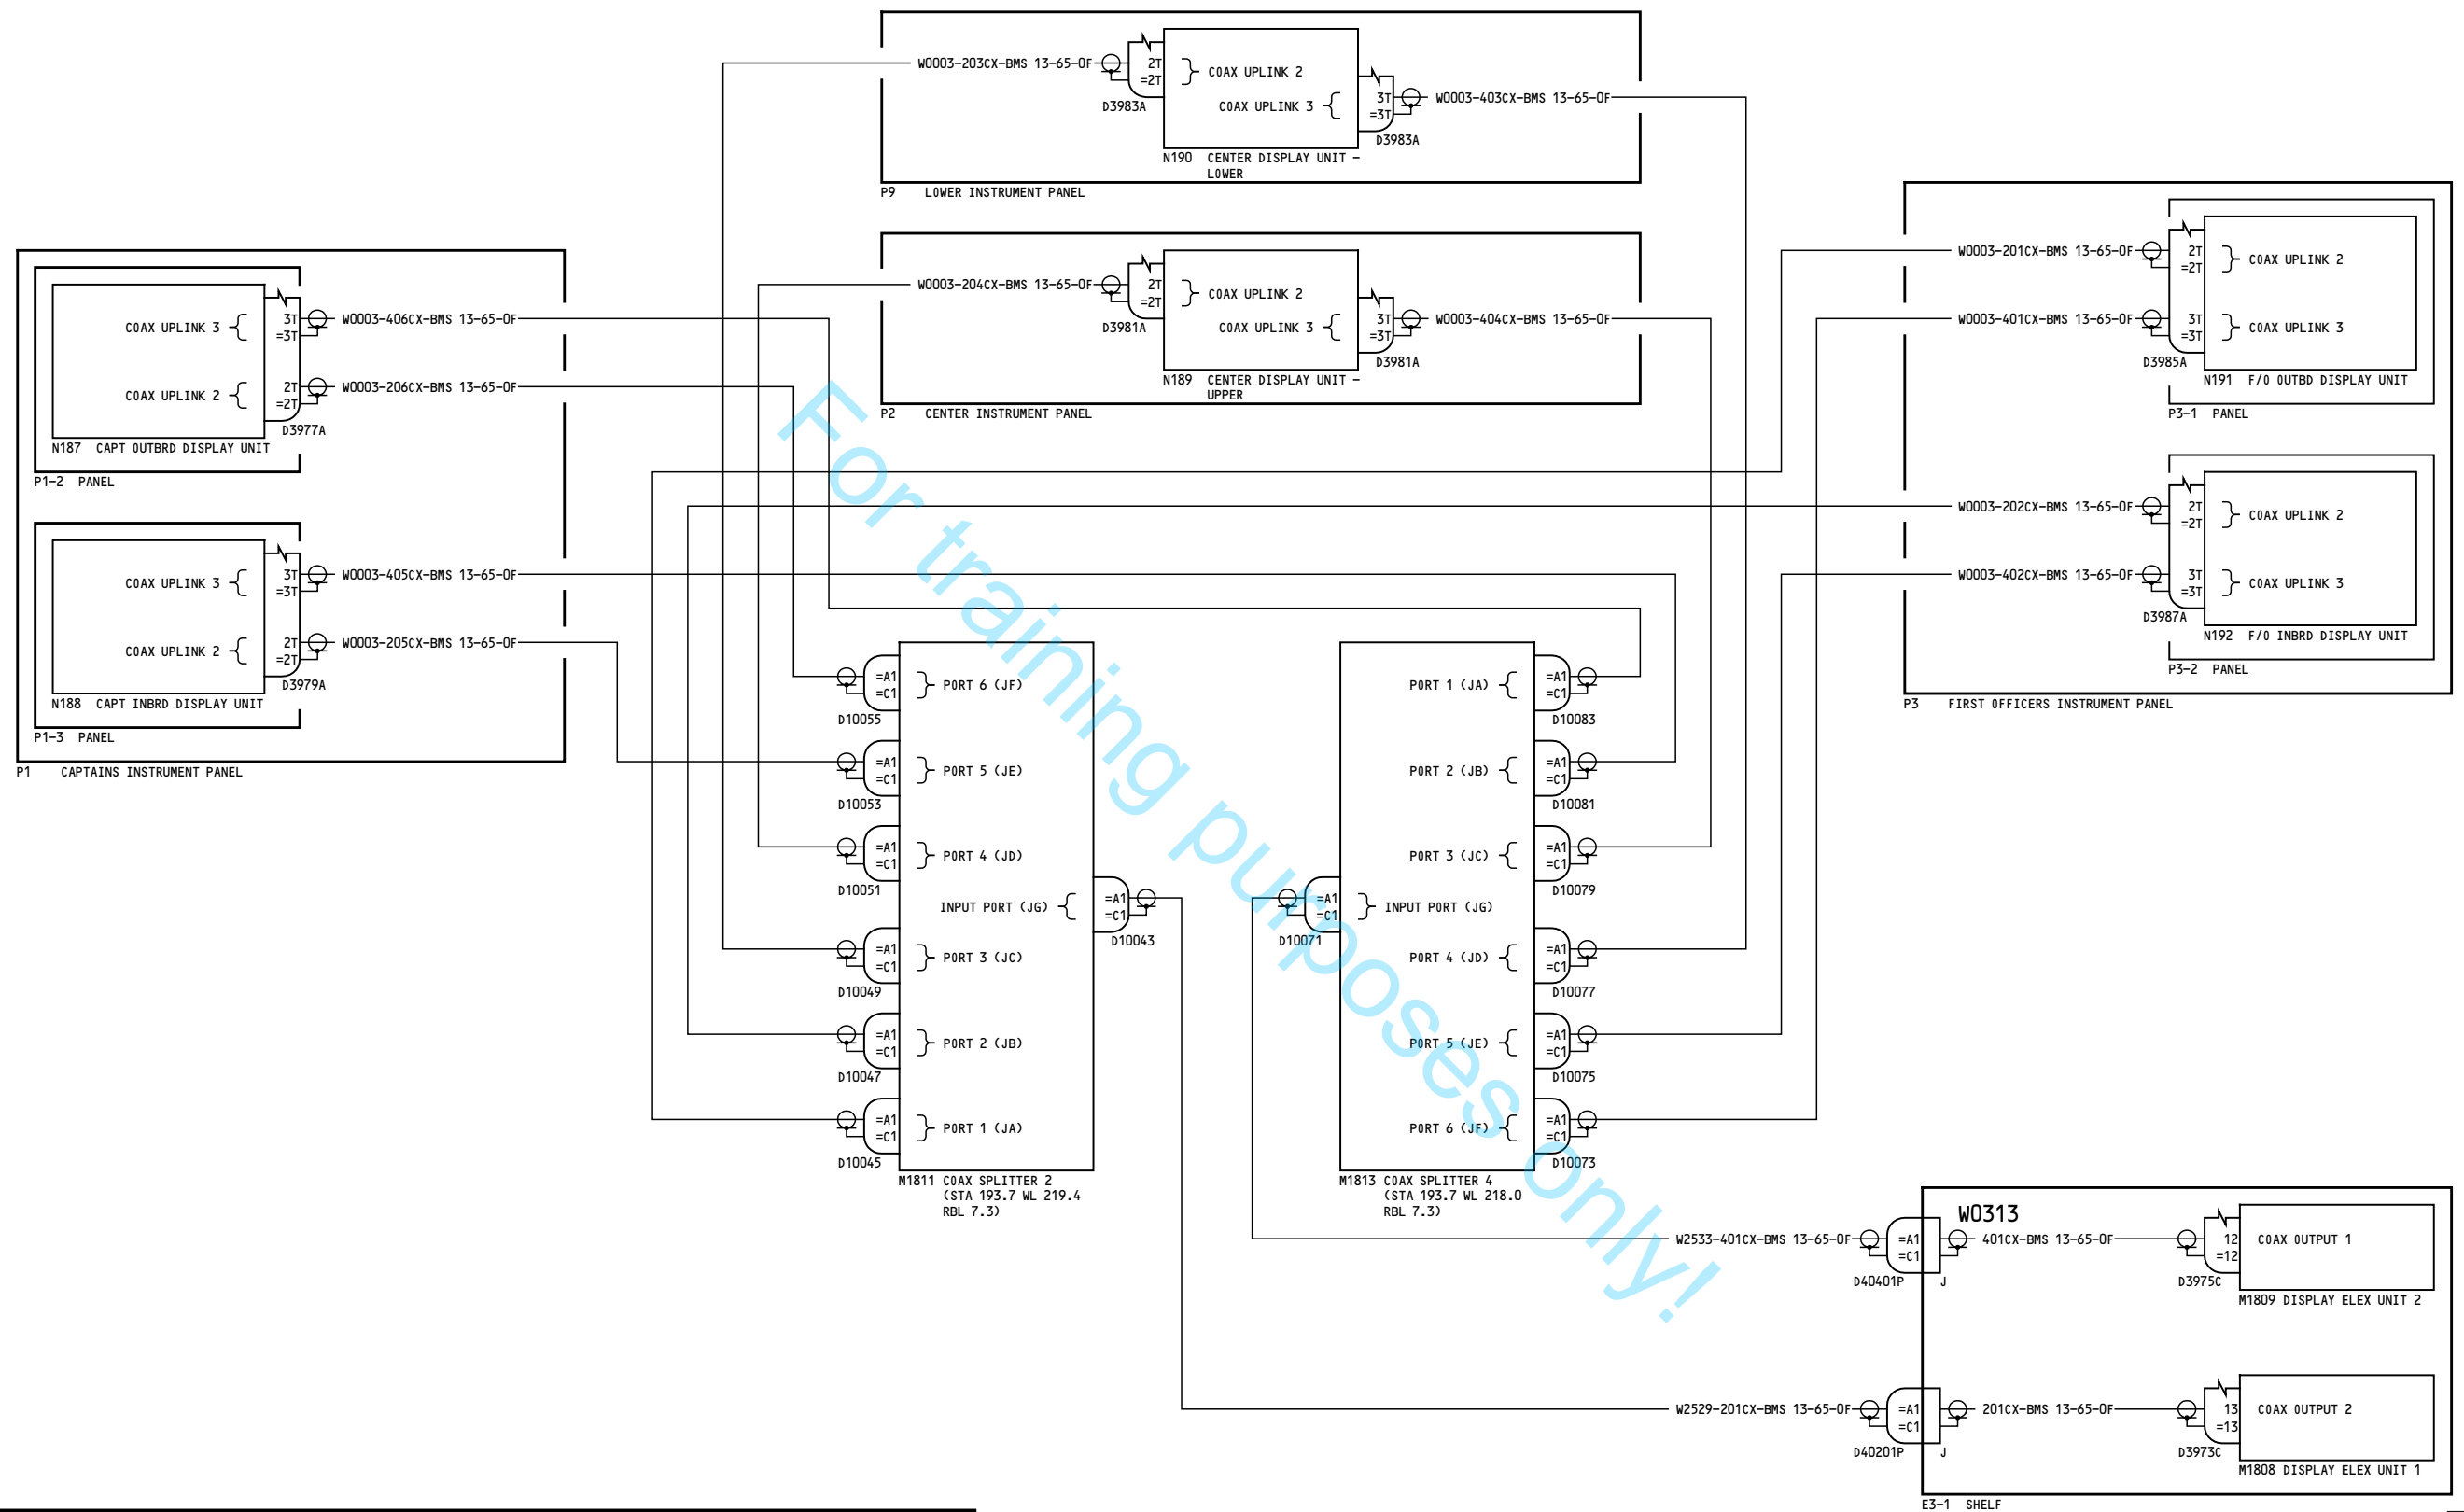 W0003-203CX-BMS 13-65-0F
2T
=2T
D3983A
COAX UPLINK 2
COAX UPLINK 3
3T
=3T
W0003-403CX-BMS 13-65-0F
D3983A
N190 CENTER DISPLAY UNIT -
LOWER
P9 LOWER INSTRUMENT PANEL
W0003-204CX-BMS 13-65-0F
2T
=2T
D3981A
COAX UPLINK 2
COAX UPLINK 3
3T
=3T
W0003-404CX-BMS 13-65-0F
D3981A
N189 CENTER DISPLAY UNIT -
UPPER
P2 CENTER INSTRUMENT PANEL
COAX UPLINK 3
3T
=3T
W0003-406CX-BMS 13-65-0F
COAX UPLINK 2
2T
=2T
W0003-206CX-BMS 13-65-0F
D3977A
N187 CAPT OUTBRD DISPLAY UNIT
P1-2 PANEL
COAX UPLINK 3
3T
=3T
W0003-405CX-BMS 13-65-0F
COAX UPLINK 2
2T
=2T
W0003-205CX-BMS 13-65-0F
D3979A
N188 CAPT INBRD DISPLAY UNIT
P1-3 PANEL
P1 CAPTAINS INSTRUMENT PANEL
W0003-201CX-BMS 13-65-0F
2T
=2T
COAX UPLINK 2
W0003-401CX-BMS 13-65-0F
3T
=3T
COAX UPLINK 3
D3985A
N191 F/O OUTBD DISPLAY UNIT
P3-1 PANEL
W0003-202CX-BMS 13-65-0F
2T
=2T
COAX UPLINK 2
W0003-402CX-BMS 13-65-0F
3T
=3T
COAX UPLINK 3
D3987A
N192 F/O INBRD DISPLAY UNIT
P3-2 PANEL
P3 FIRST OFFICERS INSTRUMENT PANEL
=A1
=C1
PORT 6 (JF)
D10055
=A1
=C1
PORT 5 (JE)
D10053
=A1
=C1
PORT 4 (JD)
D10051
INPUT PORT (JG)
=A1
=C1
D10043
=A1
=C1
PORT 3 (JC)
D10049
=A1
=C1
PORT 2 (JB)
D10047
=A1
=C1
PORT 1 (JA)
D10045
M1811 COAX SPLITTER 2
(STA 193.7 WL 219.4
RBL 7.3)
PORT 1 (JA)
=A1
=C1
D10083
PORT 2 (JB)
=A1
=C1
D10081
PORT 3 (JC)
=A1
=C1
D10079
=A1
=C1
INPUT PORT (JG)
D10071
PORT 4 (JD)
=A1
=C1
D10077
PORT 5 (JE)
=A1
=C1
D10075
PORT 6 (JF)
=A1
=C1
D10073
M1813 COAX SPLITTER 4
(STA 193.7 WL 218.0
RBL 7.3)
W0313
W2533-401CX-BMS 13-65-0F
=A1
=C1
401CX-BMS 13-65-0F
12
=12
COAX OUTPUT 1
D40401P J
D3975C
M1809 DISPLAY ELEX UNIT 2
W2529-201CX-BMS 13-65-0F
=A1
=C1
201CX-BMS 13-65-0F
13
=13
COAX OUTPUT 2
D40201P J
D3973C
M1808 DISPLAY ELEX UNIT 1
E3-1 SHELF
For training purposes only!